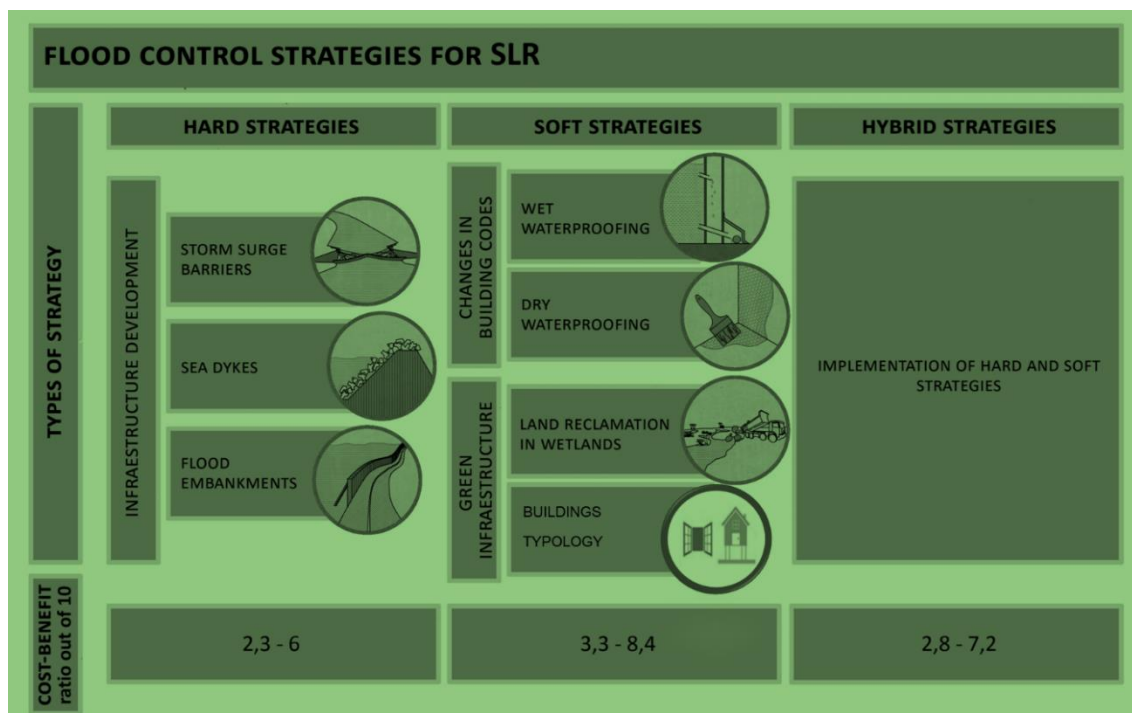 FLOOD CONTROL STRATEGIES FOR SLR
TYPES OF STRATEGY
HARD STRATEGIES
SOFT STRATEGIES
HYBRID STRATEGIES
INFRAESTRUCTURE DEVELOPMENT
STORM SURGE
BARRIERS
SEA DYKES
FLOOD
EMBANKMENTS
CHANGES IN
BUILDING CODES
WET
WATERPROOFING
DRY
WATERPROOFING
GREEN
INFRAESTRUCTURE
LAND RECLAMATION
IN WETLANDS
BUILDINGS
TYPOLOGY
IMPLEMENTATION OF HARD AND SOFT
STRATEGIES
COST-BENEFIT
ratio out of 10
2,3 - 6
3,3 - 8,4
2,8 - 7,2